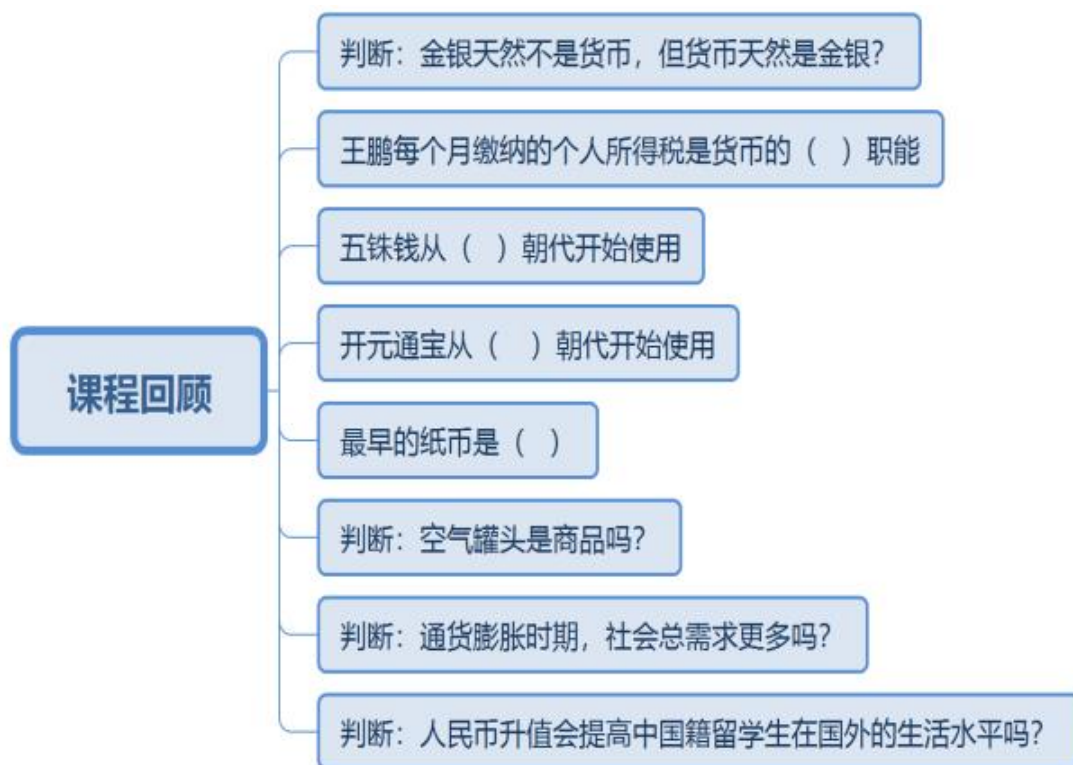 课程回顾
判断：金银天然不是货币，但货币天然是金银？
王鹏每个月缴纳的个人所得税是货币的（ ）职能
五铢钱从（ ）朝代开始使用
开元通宝从（ ）朝代开始使用
最早的纸币是（ ）
判断：空气罐头是商品吗？
判断：通货膨胀时期，社会总需求更多吗？
判断：人民币升值会提高中国籍留学生在国外的生活水平吗？